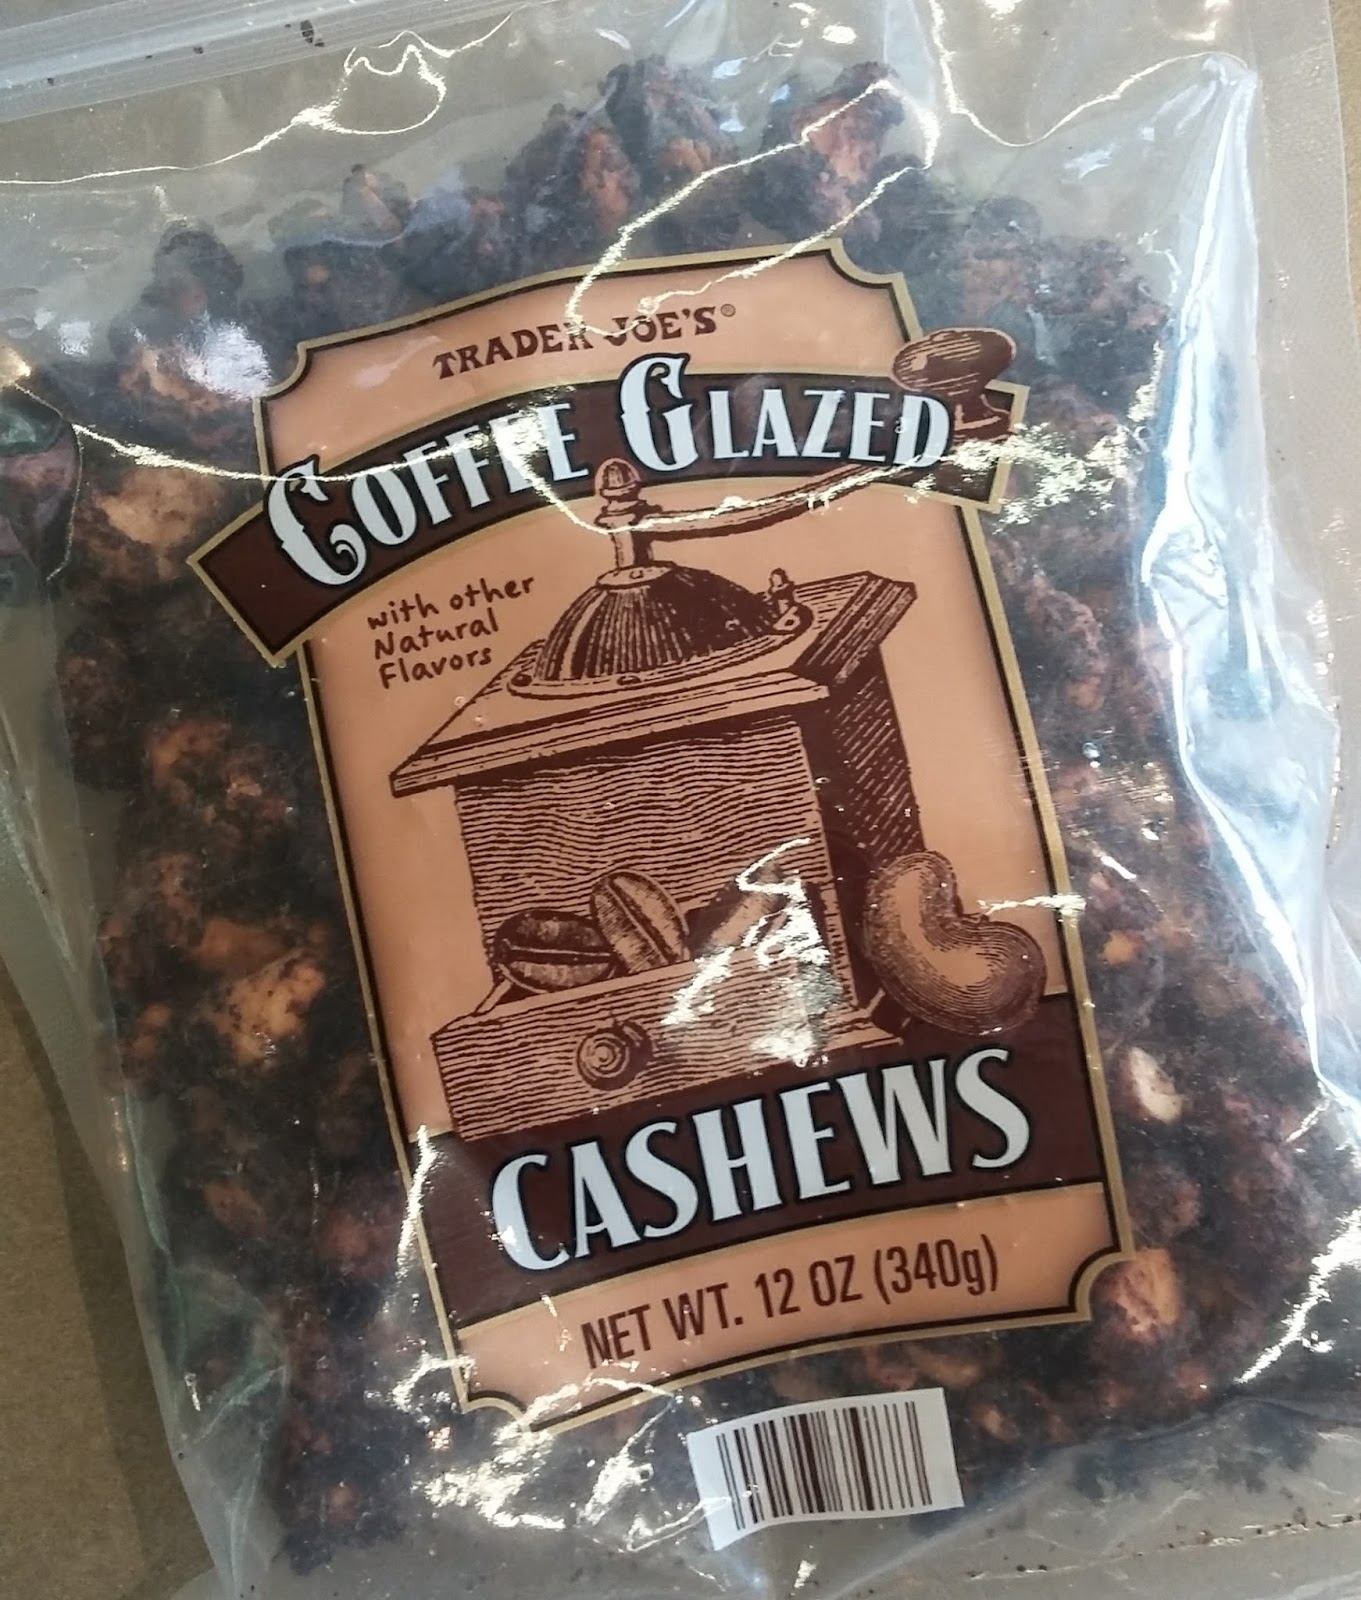 TRADER JOE'S®
COFFEE GLAZED
with other
Natural
Flavors
CASHEWS
NET WT. 12 OZ (340g)